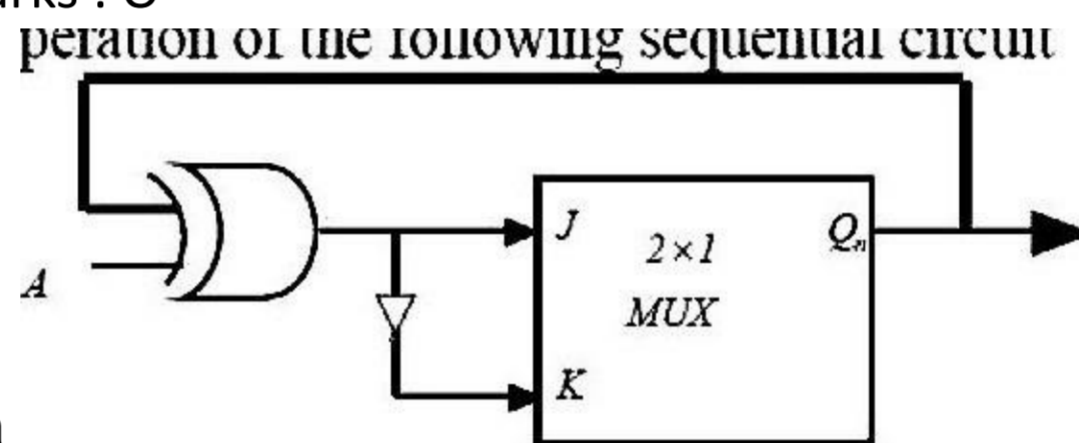 peration of the following sequential circuit
J
Qn
2×1
A
MUX
K